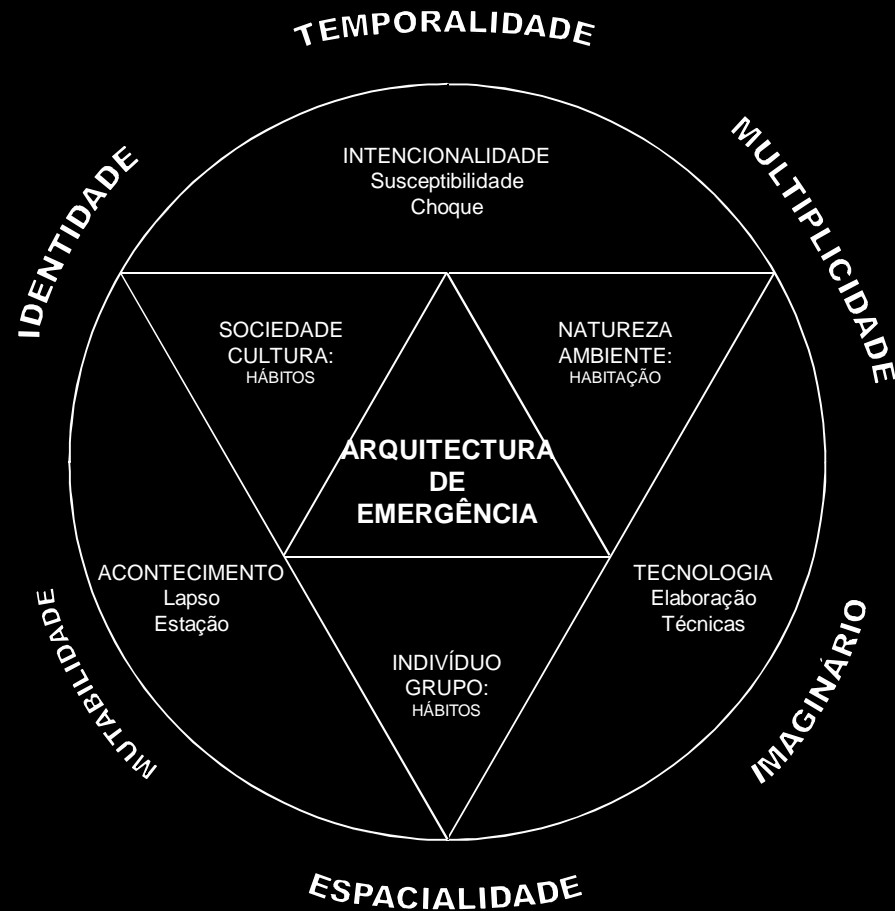 TEMPORALIDADE
IDENTIDADE
MULTIPLICIDADE
INTENCIONALIDADE
Susceptibilidade
Choque
SOCIEDADE
CULTURA:
HÁBITOS
NATUREZA
AMBIENTE:
HABITAÇÃO
ARQUITECTURA
DE
EMERGÊNCIA
ACONTECIMENTO
Lapso
Estação
TECNOLOGIA
Elaboração
Técnicas
INDIVÍDUO
GRUPO:
HÁBITOS
MUTABILIDADE
IMAGINÁRIO
ESPACIALIDADE